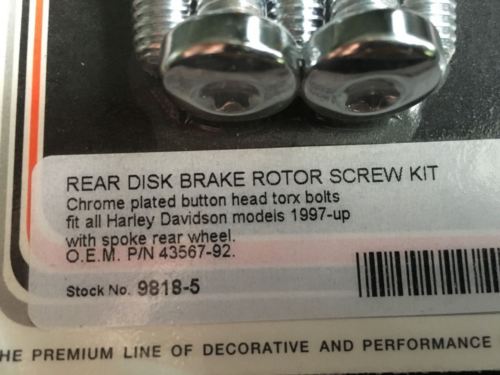 REAR DISK BRAKE ROTOR SCREW KIT
Chrome plated button head torx bolts
fit all Harley Davidson models 1997-up
with spoke rear wheel.
O.E.M. P/N 43567-92.
Stock No. 9818-5
HE PREMIUM LINE OF DECORATIVE AND PERFORMANCE